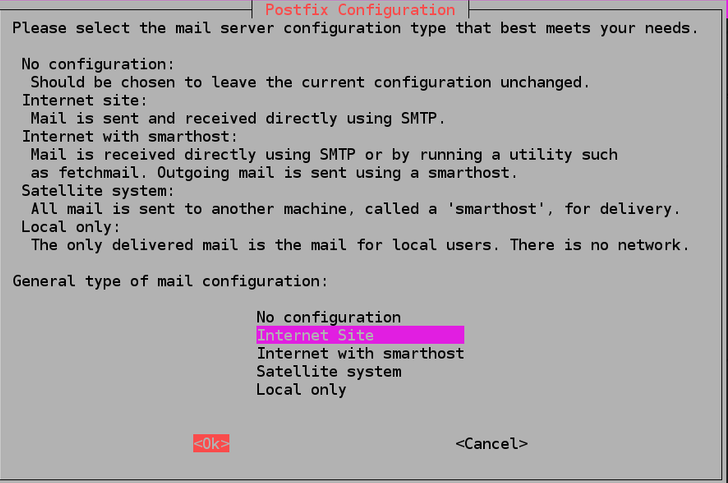 Postfix Configuration
Please select the mail server configuration type that best meets your needs.
No configuration:
Should be chosen to leave the current configuration unchanged.
Internet site:
Mail is sent and received directly using SMTP.
Internet with smarthost:
Mail is received directly using SMTP or by running a utility such
as fetchmail. Outgoing mail is sent using a smarthost.
Satellite system:
All mail is sent to another machine, called a 'smarthost', for delivery.
Local only:
The only delivered mail is the mail for local users. There is no network.
General type of mail configuration:
No configuration
Internet Site
Internet with smarthost
Satellite system
Local only
<Ok> <Cancel>